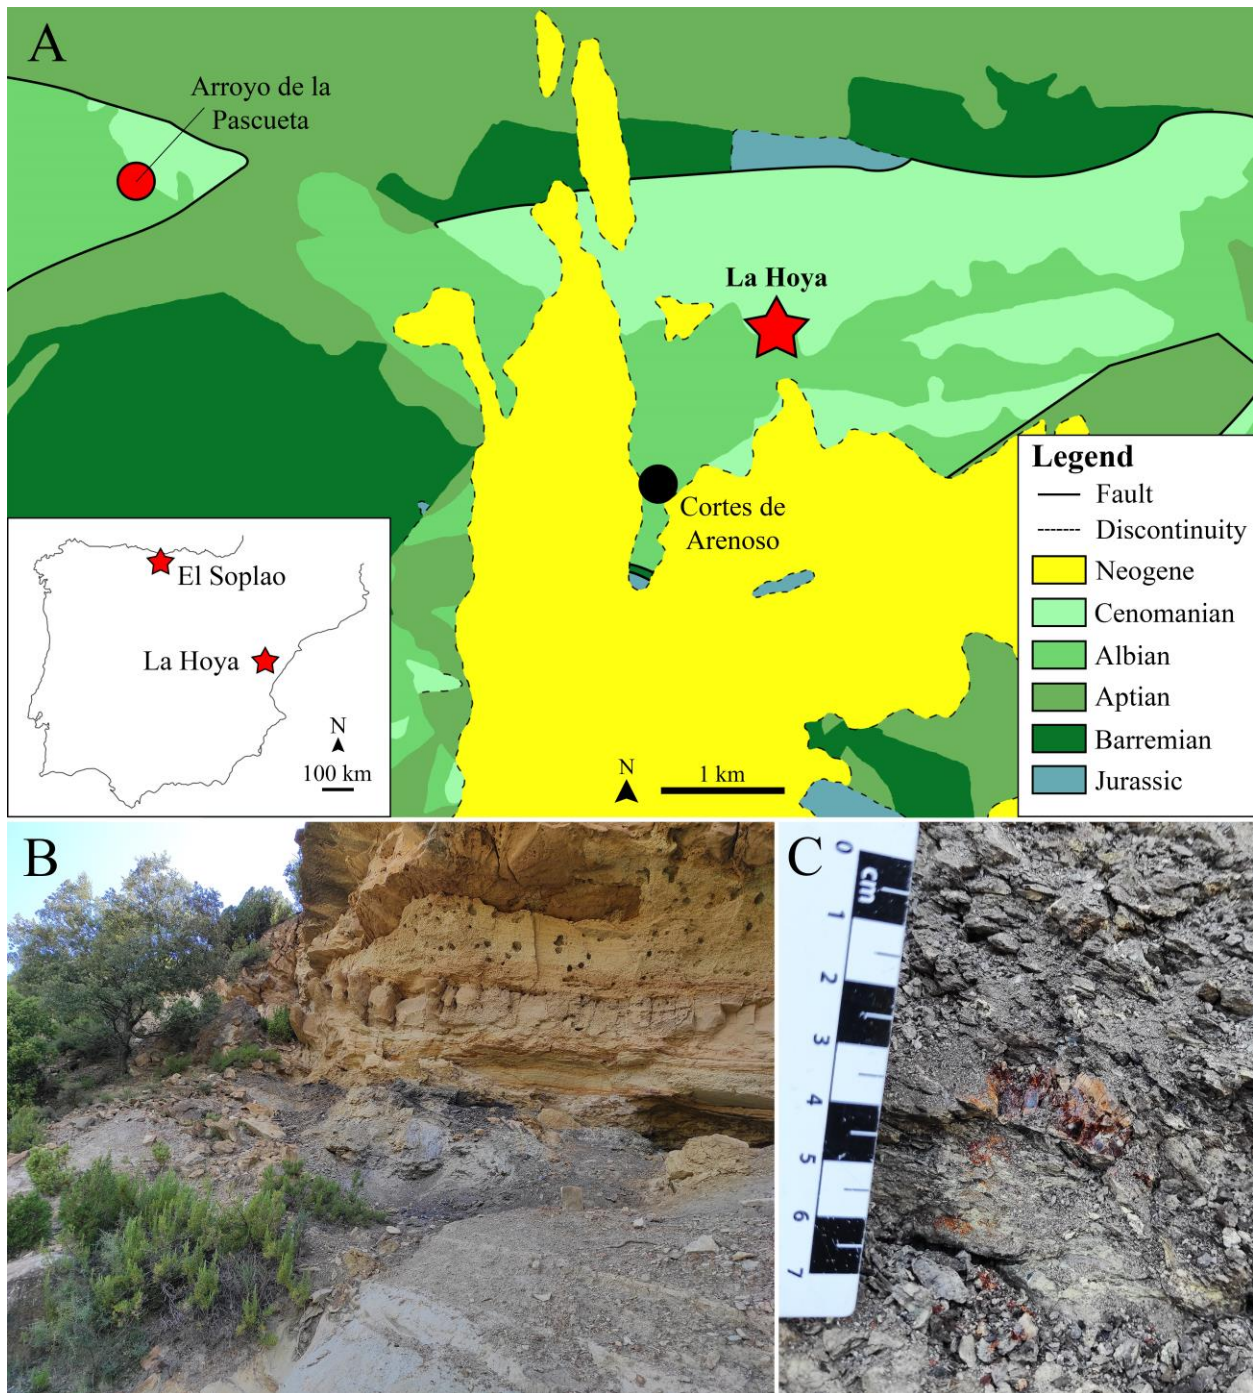 A
Arroyo de la
Pascueta
La Hoya
Cortes de
Arenoso
Legend
Fault
Discontinuity
Neogene
Cenomanian
Albian
Aptian
Barremian
Jurassic
El Soplao
La Hoya
N
100 km
N
1 km
B
C
0
cm
1
2
3
4
5
6
7